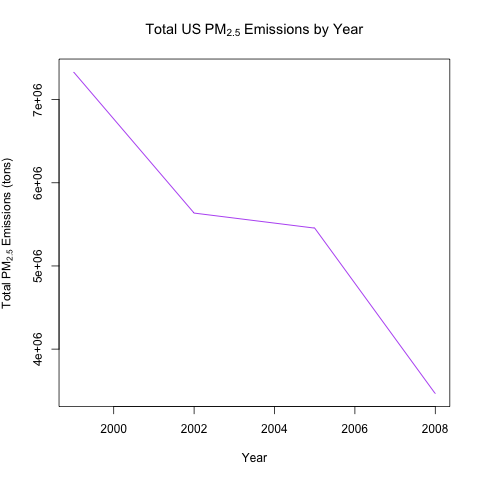 Total US PM2.5 Emissions by Year
Total PM2.5 Emissions (tons)
7e+06
6e+06
5e+06
4e+06
2000 2002 2004 2006 2008
Year